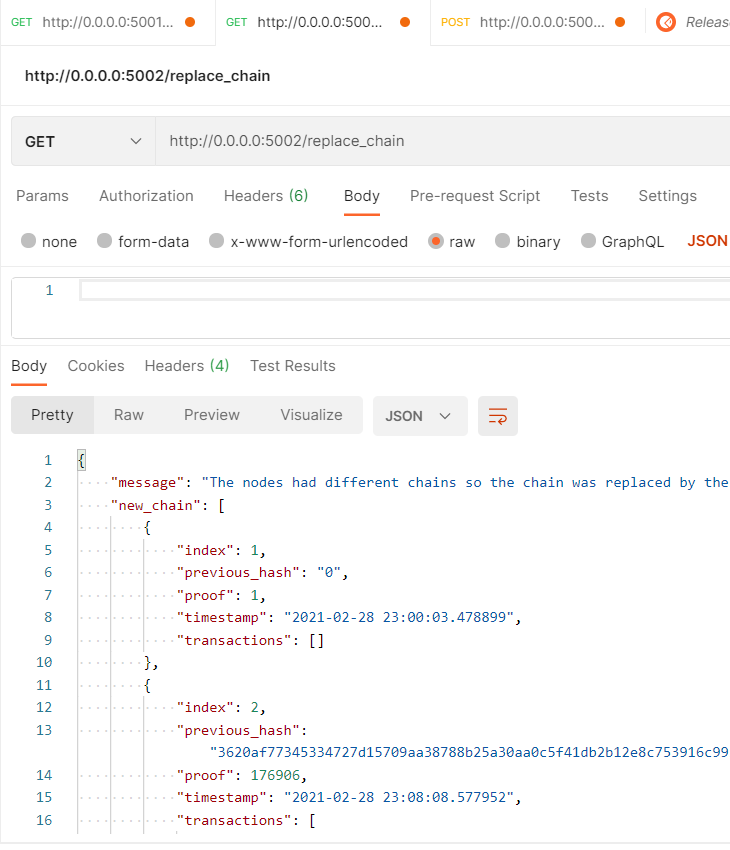 GET http://0.0.0.0:5001... GET http://0.0.0.0:500... POST http://0.0.0.0:500... Releas
http://0.0.0.0:5002/replace_chain
GET http://0.0.0.0:5002/replace_chain
Params Authorization Headers (6) Body Pre-request Script Tests Settings
none form-data x-www-form-urlencoded raw binary GraphQL JSON
1
Body Cookies Headers (4) Test Results
Pretty Raw Preview Visualize JSON
1 {
2 "message": "The nodes had different chains so the chain was replaced by the
3 "new_chain": [
4 {
5 "index": 1,
6 "previous_hash": "0",
7 "proof": 1,
8 "timestamp": "2021-02-28 23:00:03.478899",
9 "transactions": []
10 },
11 {
12 "index": 2,
13 "previous_hash":
"3620af77345334727d15709aa38788b25a30aa0c5f41db2b12e8c753916c99
14 "proof": 176906,
15 "timestamp": "2021-02-28 23:08:08.577952",
16 "transactions": [